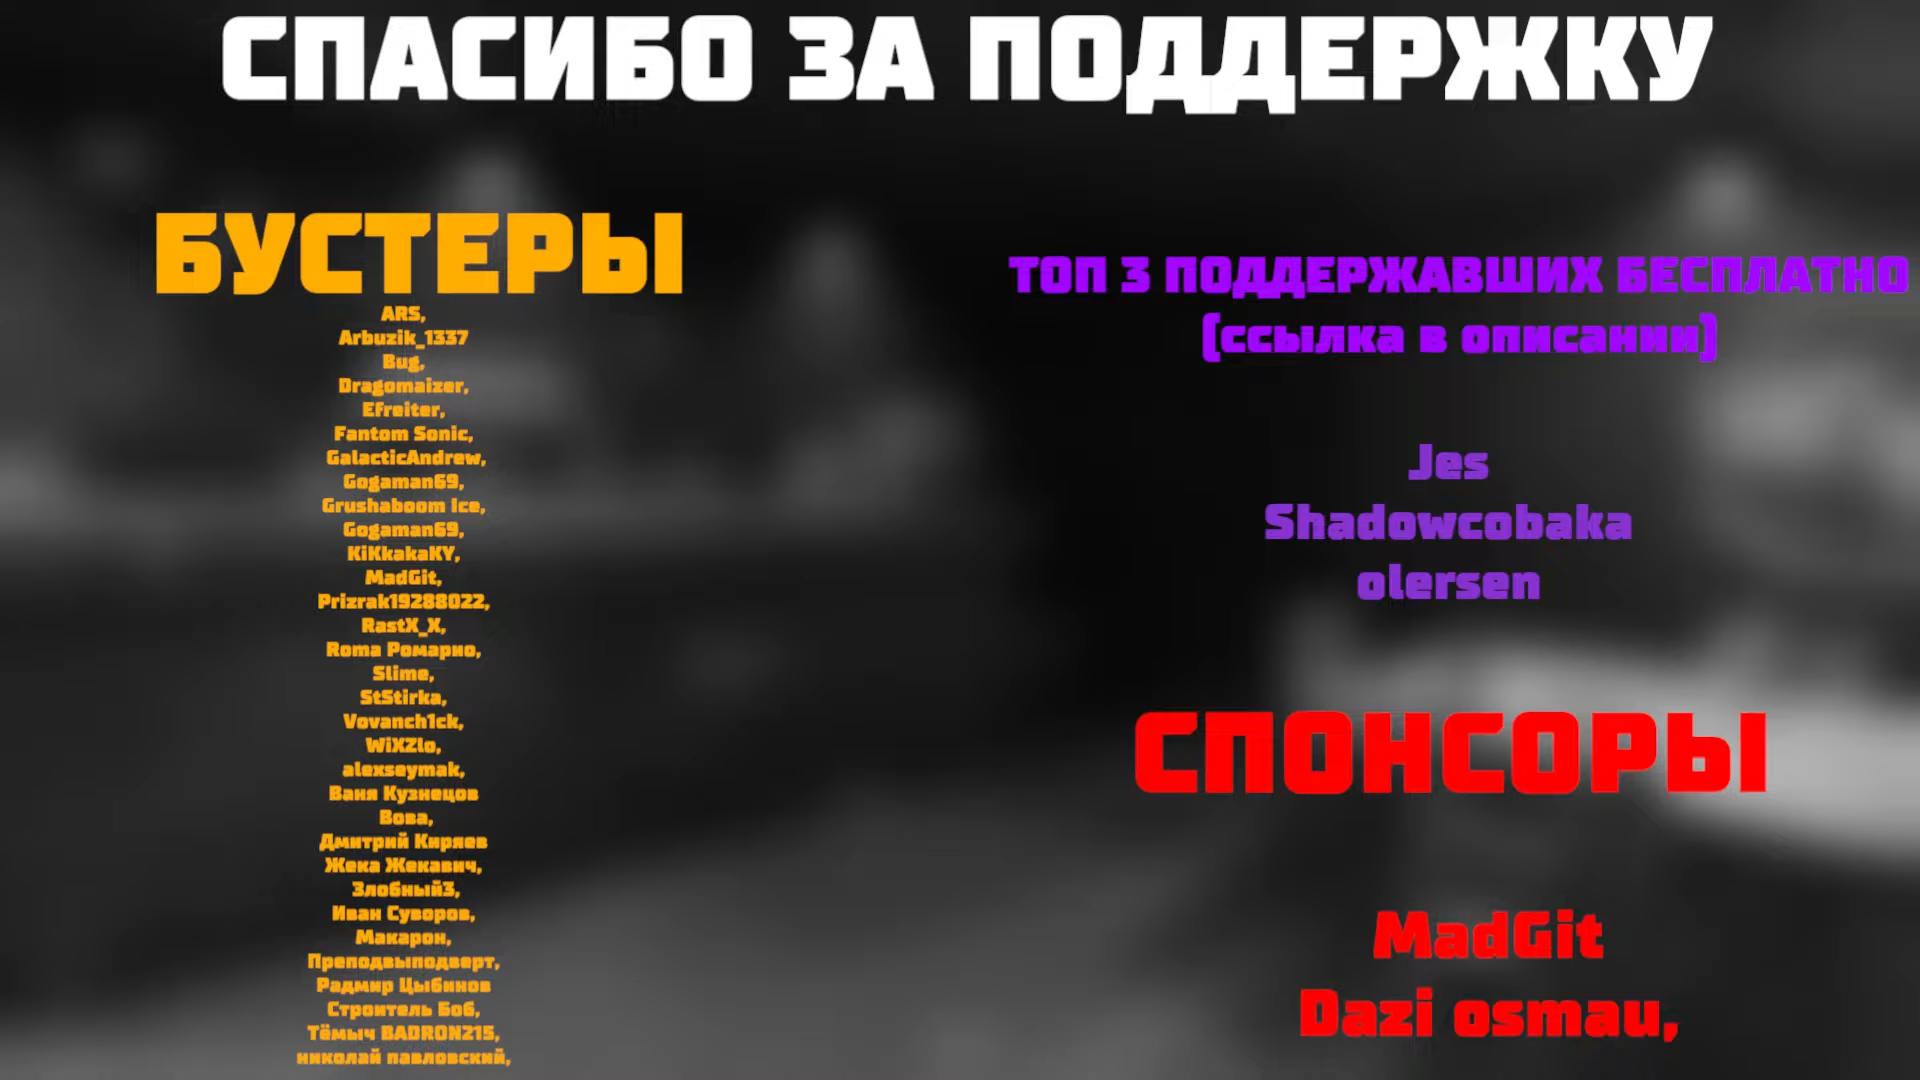 СПАСИБО ЗА ПОДДЕРЖКУ
БУСТЕРЫ
ARS,
Arbuzik_1337
Bug,
Dragomaizer,
Efreiter,
Fantom Sonic,
GalacticAndrew,
Gogaman69,
Grushaboom ice,
Gogaman69,
KiKkakaKY,
MadGit,
Prizrak19288022,
RastX_X,
Roma Ромарио,
Slime,
StStirka,
Vovanch1ck,
WiXZlo,
alexseymak,
Ваня Кузнецов
Вова,
Дмитрий Киряев
Жека Жекавич,
Злобный3,
Иван Суворов,
Макарон,
Преподвыподверт,
Радмир Цыбинов
Строитель Боб,
Тёмыч BADRON215,
николай павловский,
ТОП 3 ПОДДЕРЖАВШИХ БЕСПЛАТНО
(ссылка в описании)
Jes
Shadowcobaka
olersen
СПОНСОРЫ
MadGit
Dazi osmau,